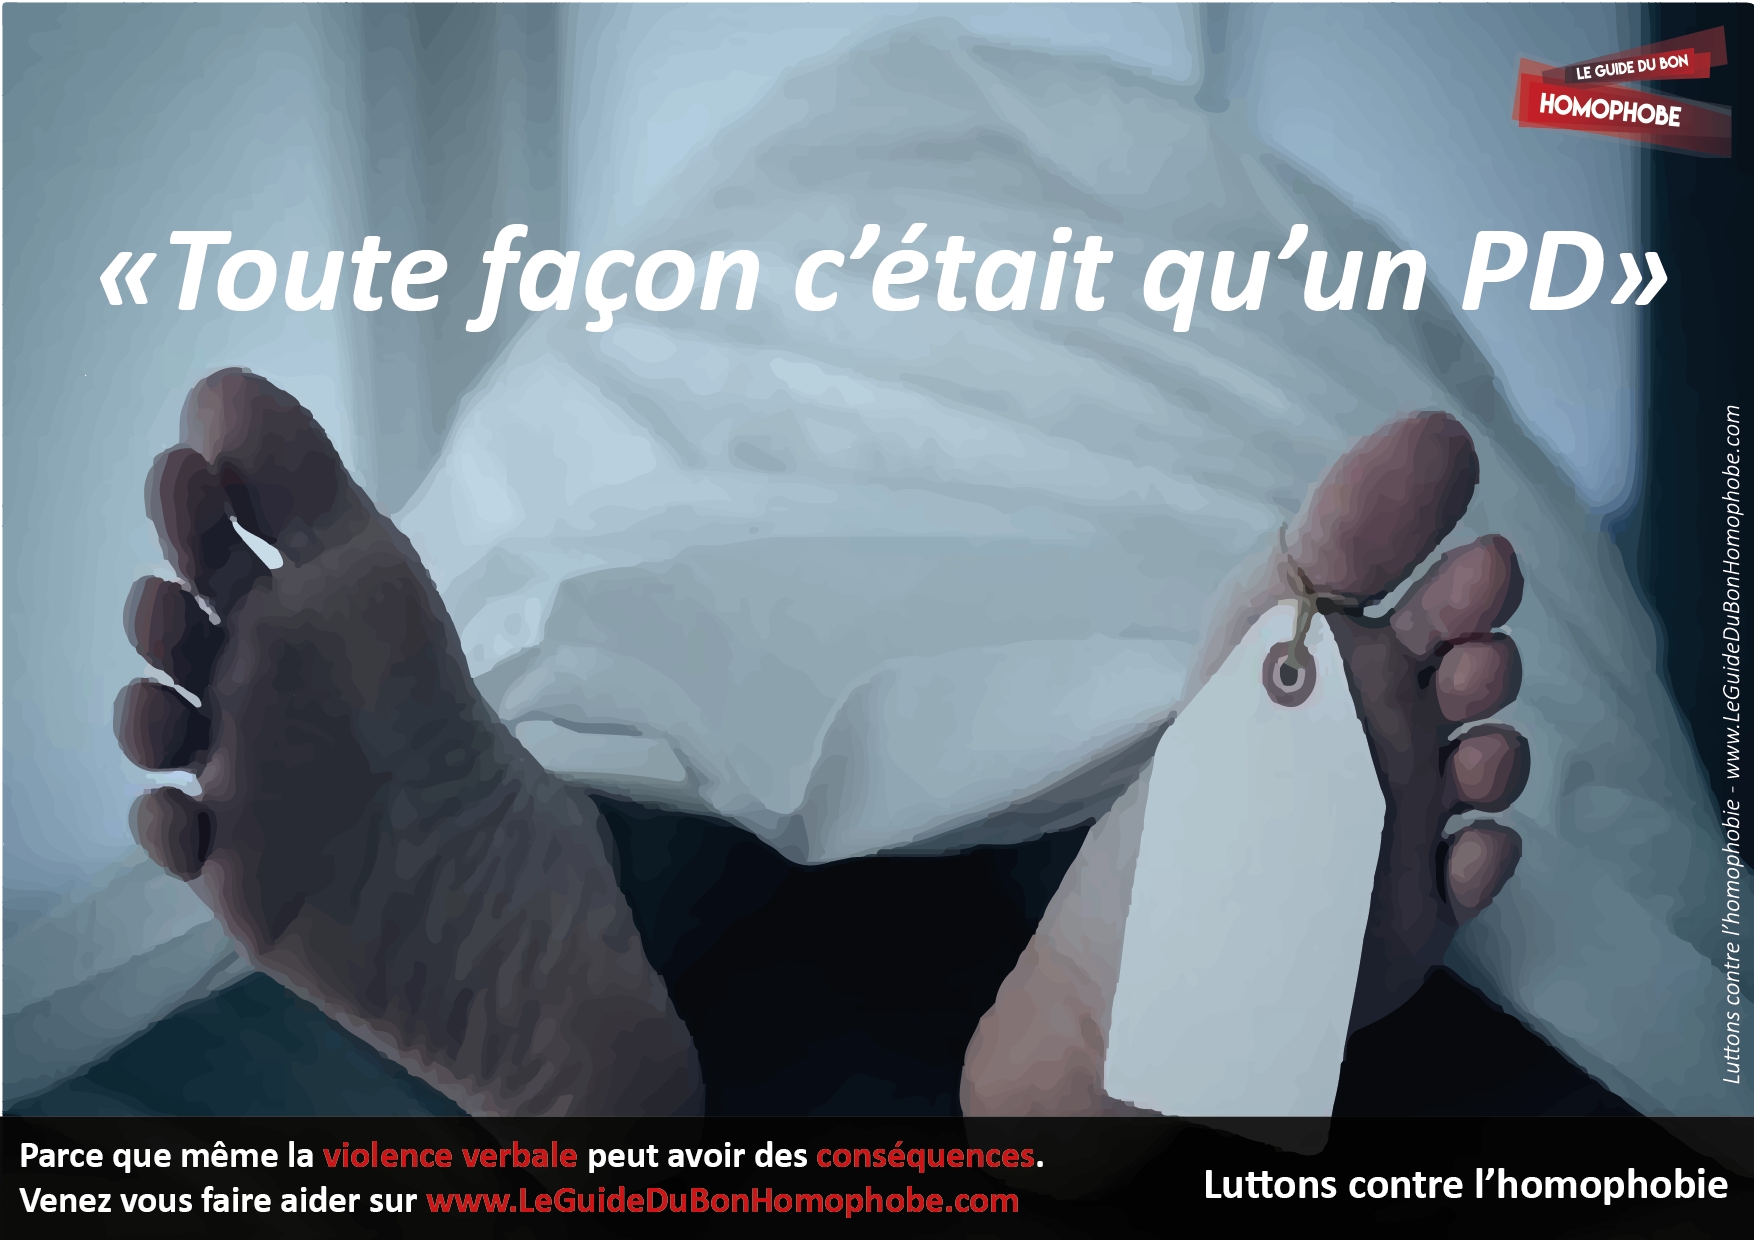 LE GUIDE DU BON
HOMOPHOBE
«Toute façon c’était qu’un PD»
Luttons contre l’homophobie - www.LeGuideDuBonHomophobe.com
Parce que même la violence verbale peut avoir des conséquences.
Venez vous faire aider sur www.LeGuideDuBonHomophobe.com
Luttons contre l’homophobie